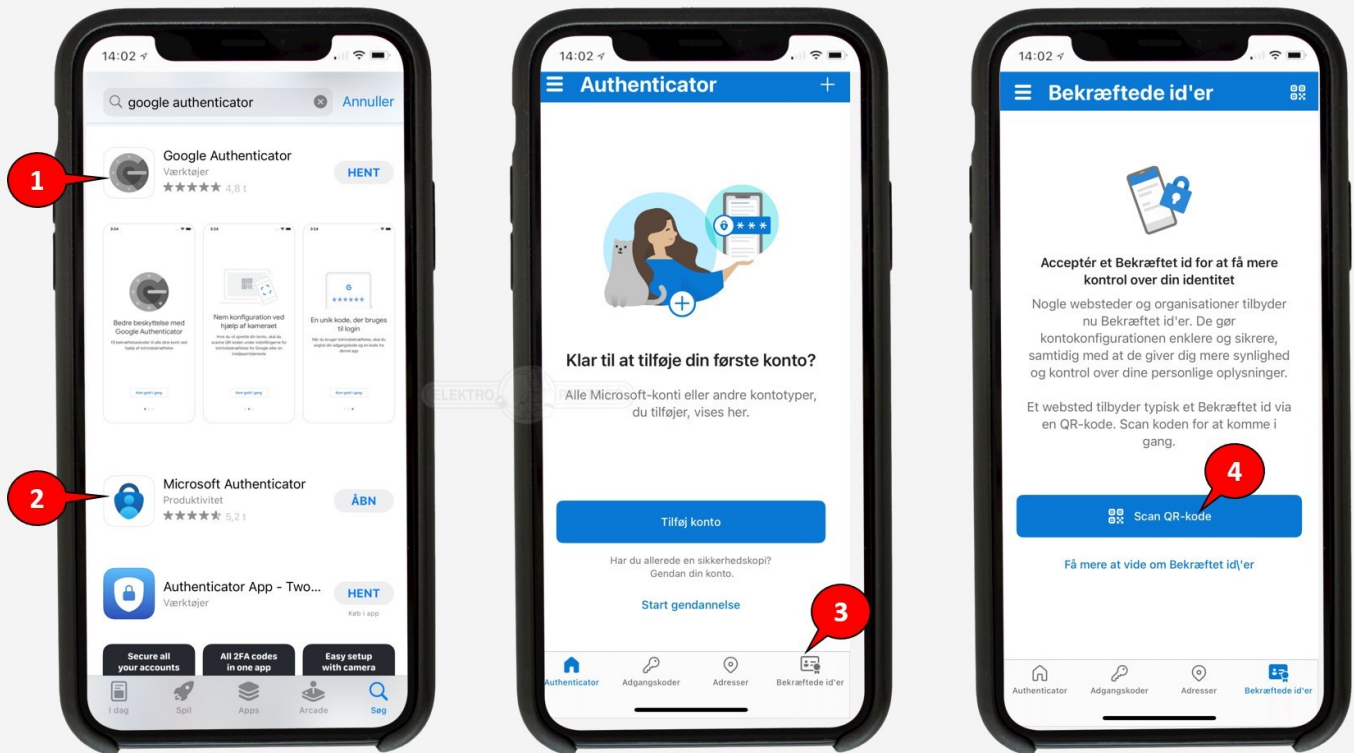 14:02
google authenticator
Annuller
1
Google Authenticator
Værktøjer
4,8 t
HENT
Bedre beskyttelse med
Google Authenticator
Nem konfiguration ved
hjælp af kameraet
En unik kode, der bruges
til login
2
Microsoft Authenticator
Produktivitet
5,2 t
ÅBN
Authenticator App - Two...
Værktøjer
HENT
Køb i app
Secure all
your accounts
All 2FA codes
in one app
Easy setup
with camera
I dag
Spil
Apps
Arcade
Søg
14:02
Authenticator
Klar til at tilføje din første konto?
Alle Microsoft-konti eller andre kontotyper,
du tilføjer, vises her.
ELEKTRO
Tilføj konto
Har du allerede en sikkerhedskopi?
Gendan din konto.
Start gendannelse
3
Authenticator
Adgangskoder
Adresser
Bekræftede id'er
14:02
Bekræftede id'er
Acceptér et Bekræftet id for at få mere
kontrol over din identitet
Nogle websteder og organisationer tilbyder
nu Bekræftet id'er. De gør
kontokonfigurationen enklere og sikrere,
samtidig med at de giver dig mere synlighed
og kontrol over dine personlige oplysninger.
Et websted tilbyder typisk et Bekræftet id via
en QR-kode. Scan koden for at komme i
gang.
4
Scan QR-kode
Få mere at vide om Bekræftet id\'er
Authenticator
Adgangskoder
Adresser
Bekræftede id'er